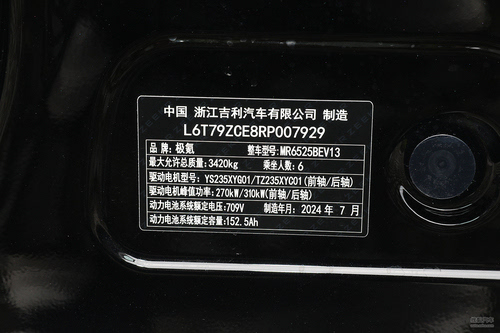 中国 浙江吉利汽车有限公司 制造
L6T79ZCE8RP007929
品牌:极氪 整车型号:MR6525BEV13
最大允许总质量:3420kg 乘坐人数:6
驱动电机型号:YS235XYG01/TZ235XYC01(前轴/后轴)
驱动电机峰值功率:270kW/310kW(前轴/后轴)
动力电池系统额定电压:709V 制造年月:2024 年 7 月
动力电池系统额定容量:152.5Ah